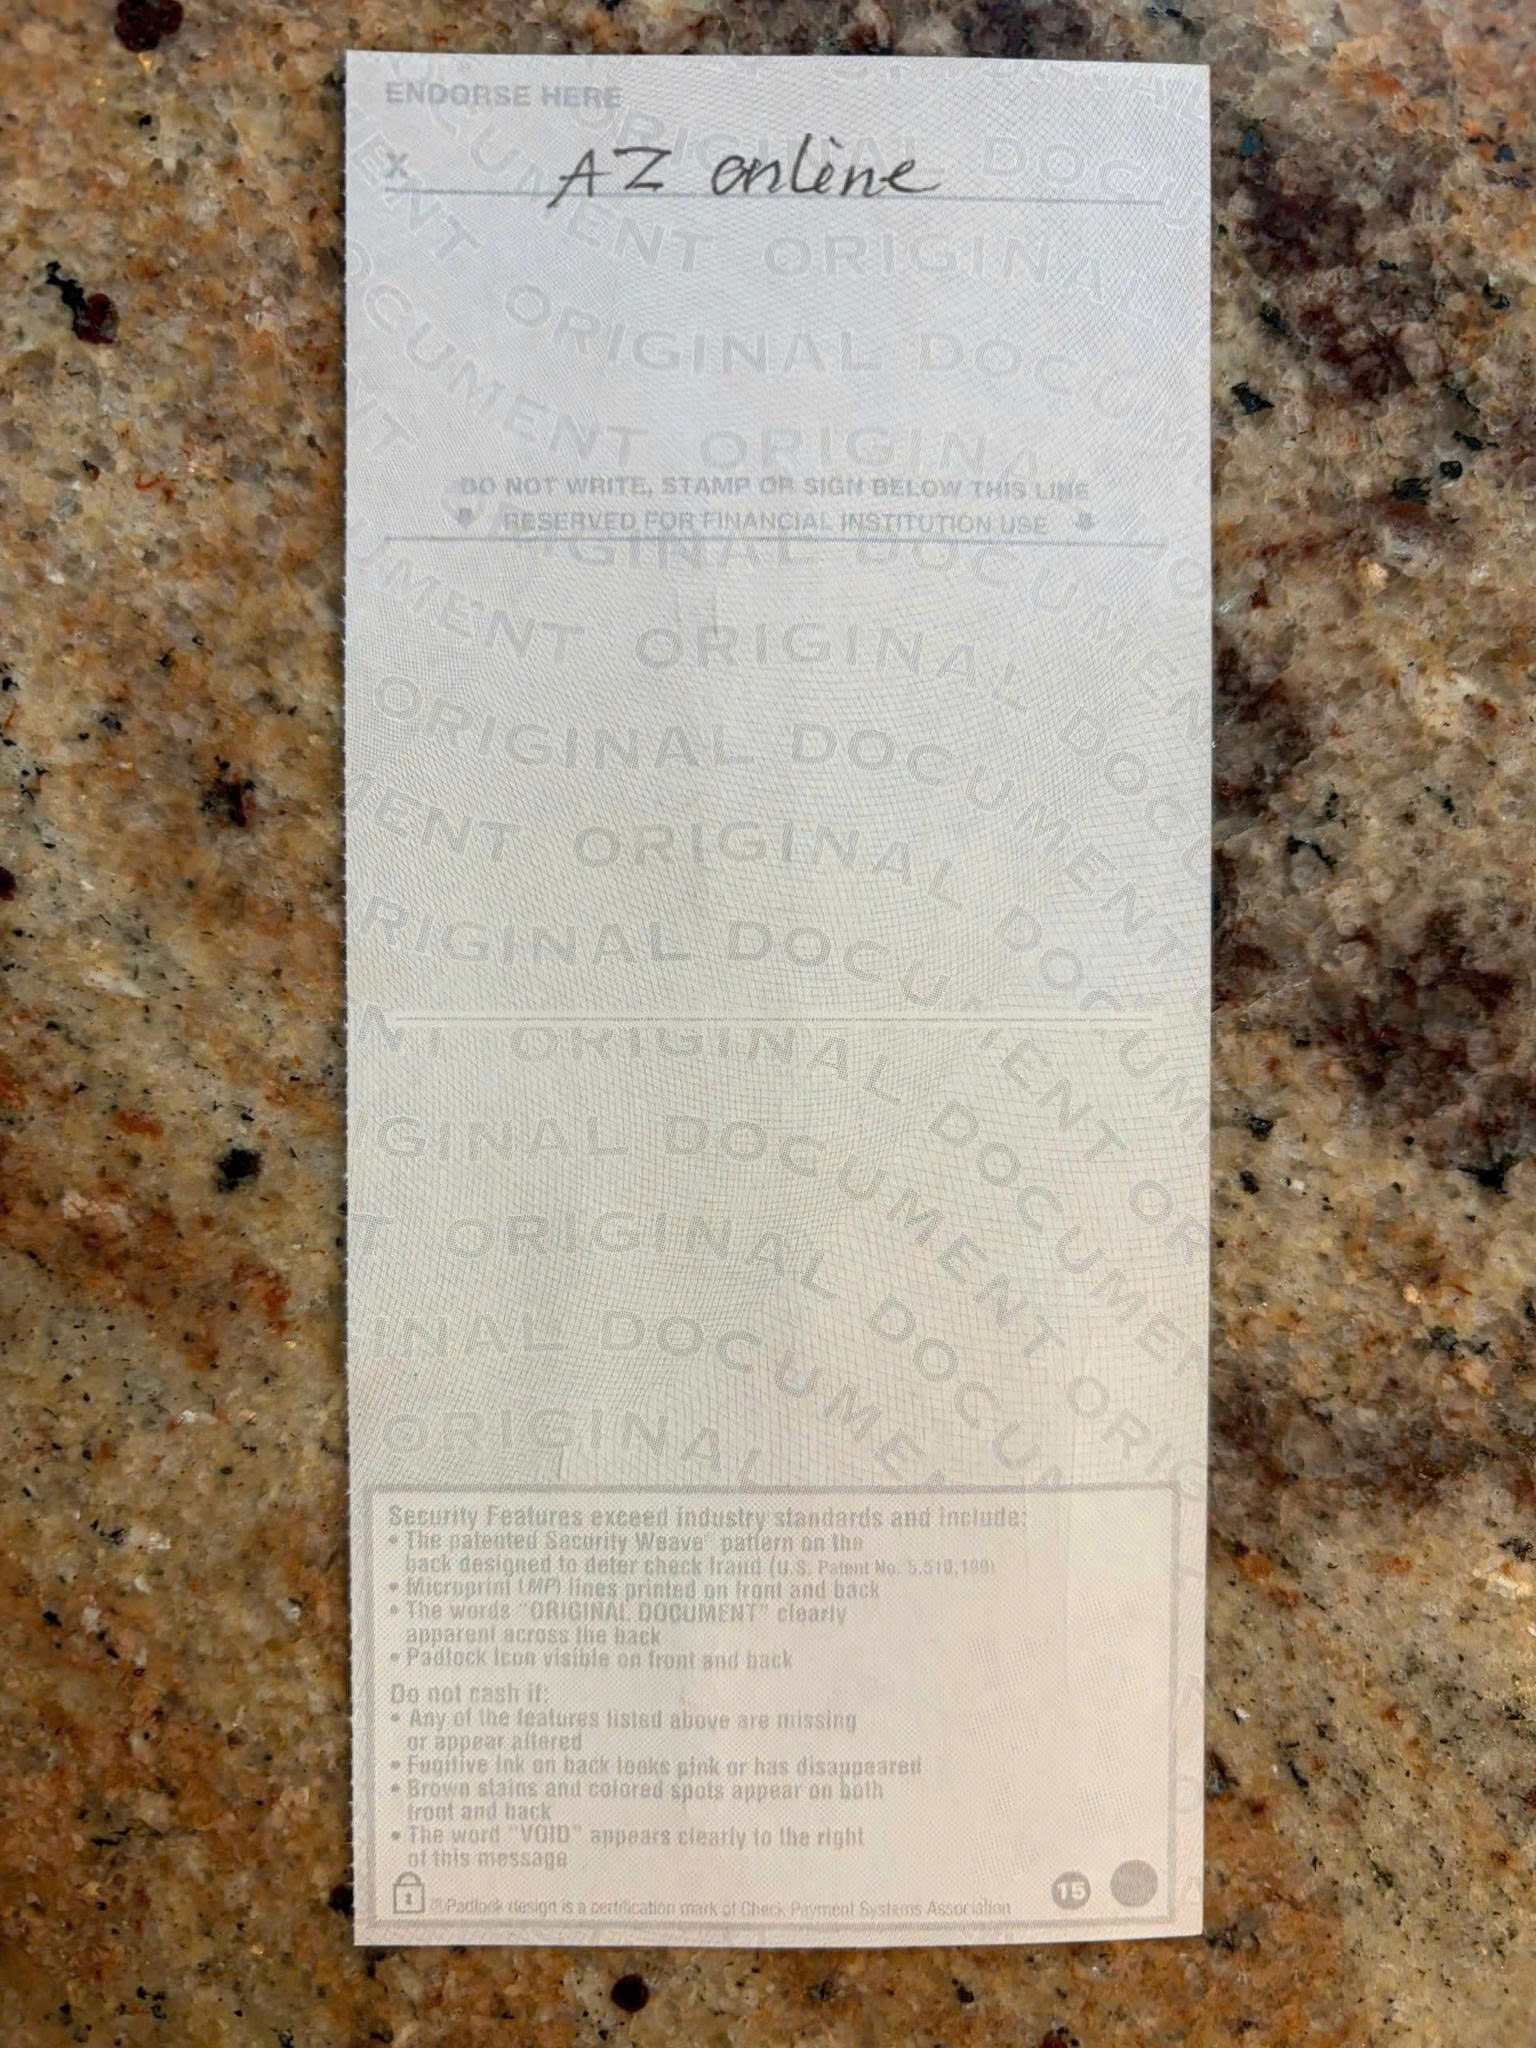 ENDORSE HERE
X AZ online
DO NOT WRITE, STAMP OR SIGN BELOW THIS LINE
RESERVED FOR FINANCIAL INSTITUTION USE
ORIGINAL DOCUMENT ORIGINAL DOCUMENT
Security Features exceed industry standards and include:
• The patented Security Weave® pattern on the
back designed to deter check fraud (U.S. Patent No. 5,519,199)
• Microprint (MP) lines printed on front and back
• The words "ORIGINAL DOCUMENT" clearly
apparent across the back
• Padlock Icon visible on front and back
Do not cash if:
• Any of the features listed above are missing
or appear altered
• Fugitive Ink on back looks pink or has disappeared
• Brown stains and colored spots appear on both
front and back
• The word "VOID" appears clearly to the right
of this message
®Padlock design is a certification mark of Check Payment Systems Association
15